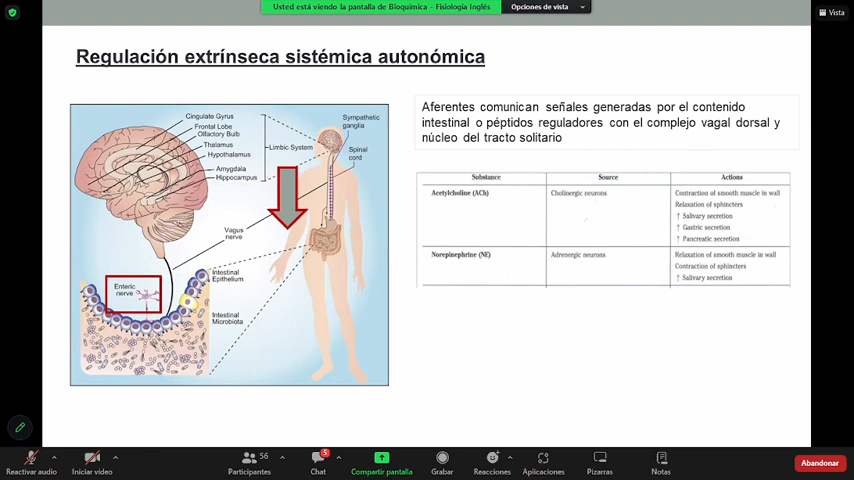 Usted está viendo la pantalla de Bioquímica - Fisiología Inglés
Opciones de vista
Vista
Regulación extrínseca sistémica autonómica
Cingulate Gyrus
Frontal Lobe
Olfactory Bulb
Thalamus
Hypothalamus
Amygdala
Hippocampus
Limbic System
Sympathetic
ganglia
Spinal
cord
Vagus
nerve
Enteric
nerve
Intestinal
Epithelium
Intestinal
Microbiota
Aferentes comunican señales generadas por el contenido
intestinal o péptidos reguladores con el complejo vagal dorsal y
núcleo del tracto solitario
Substance Source Actions
Acetylcholine (ACh) Cholinergic neurons Contraction of smooth muscle in wall
Relaxation of sphincters
↑ Salivary secretion
↑ Gastric secretion
↑ Pancreatic secretion
Norepinephrine (NE) Adrenergic neurons Relaxation of smooth muscle in wall
Contraction of sphincters
↑ Salivary secretion
Reactivar audio
Iniciar video
56
Participantes
5
Chat
Compartir pantalla
Grabar
Reacciones
Aplicaciones
Pizarras
Notas
Abandonar